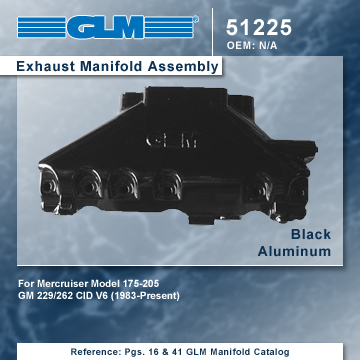 GLM
51225
OEM: N/A
Exhaust Manifold Assembly
GLM
Black
Aluminum
For Mercruiser Model 175-205
GM 229/262 CID V6 (1983-Present)
Reference: Pgs. 16 & 41 GLM Manifold Catalog